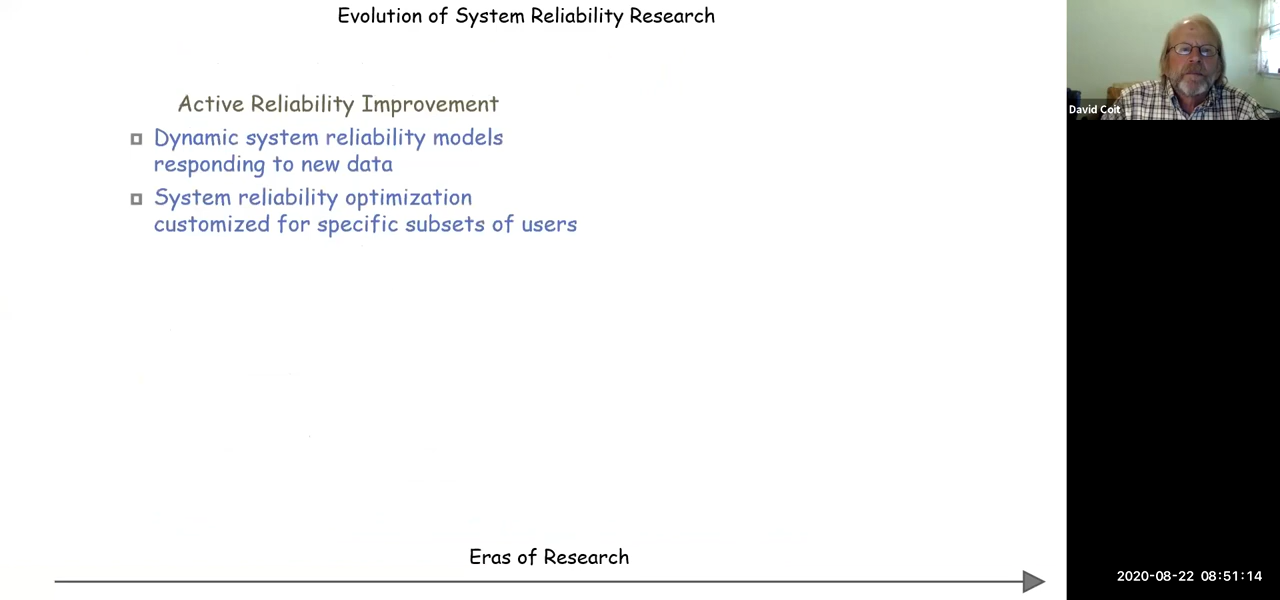 Evolution of System Reliability Research
Active Reliability Improvement
Dynamic system reliability models
responding to new data
System reliability optimization
customized for specific subsets of users
Eras of Research
David Coit
2020-08-22 08:51:14